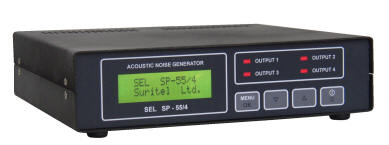 ACOUSTIC NOISE GENERATOR
SEL SP-55/4
Suritel Ltd.
SEL SP - 55/4
OUTPUT 1
OUTPUT 2
OUTPUT 3
OUTPUT 4
MENU
OK